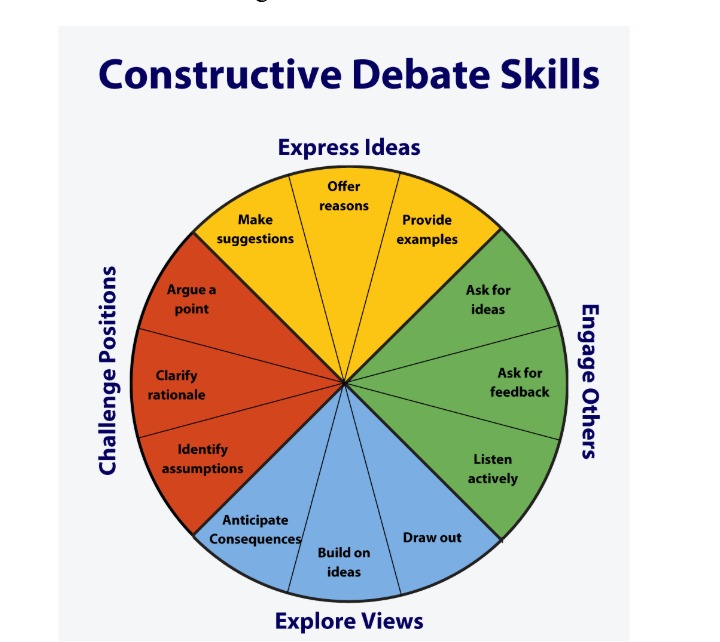 Constructive Debate Skills
Express Ideas
Offer
reasons
Make
suggestions
Provide
examples
Argue a
point
Ask for
ideas
Challenge Positions
Engage Others
Clarify
rationale
Ask for
feedback
Identify
assumptions
Listen
actively
Anticipate
Consequences
Build on
ideas
Draw out
Explore Views